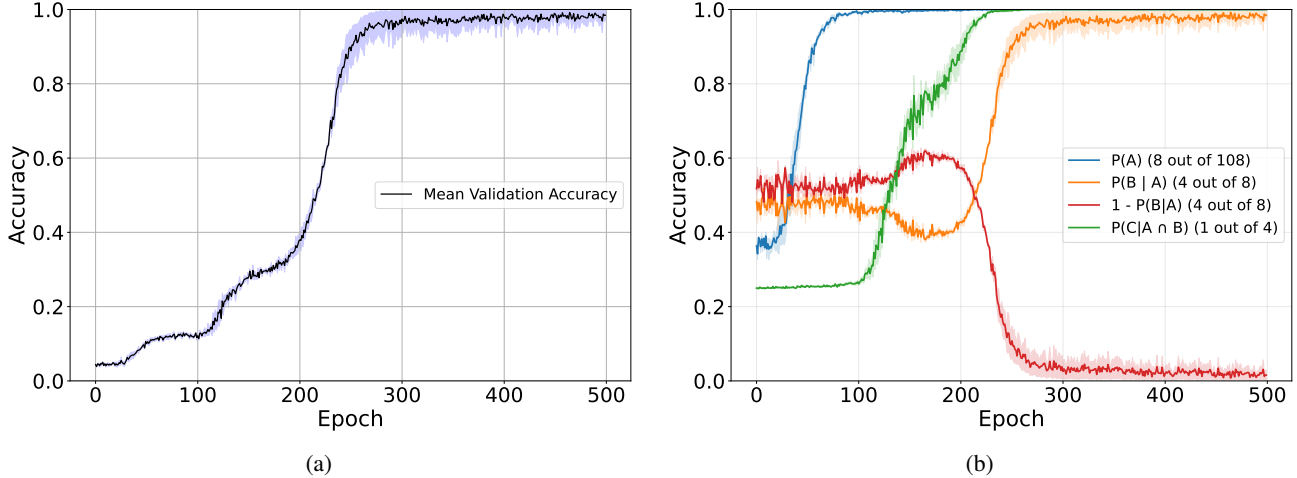 1.0
0.8
0.6
0.4
0.2
0.0
Accuracy
0 100 200 300 400 500
Epoch
Mean Validation Accuracy
(a)
1.0
0.8
0.6
0.4
0.2
0.0
Accuracy
0 100 200 300 400 500
Epoch
P(A) (8 out of 108)
P(B | A) (4 out of 8)
1 - P(B|A) (4 out of 8)
P(C|A ∩ B) (1 out of 4)
(b)